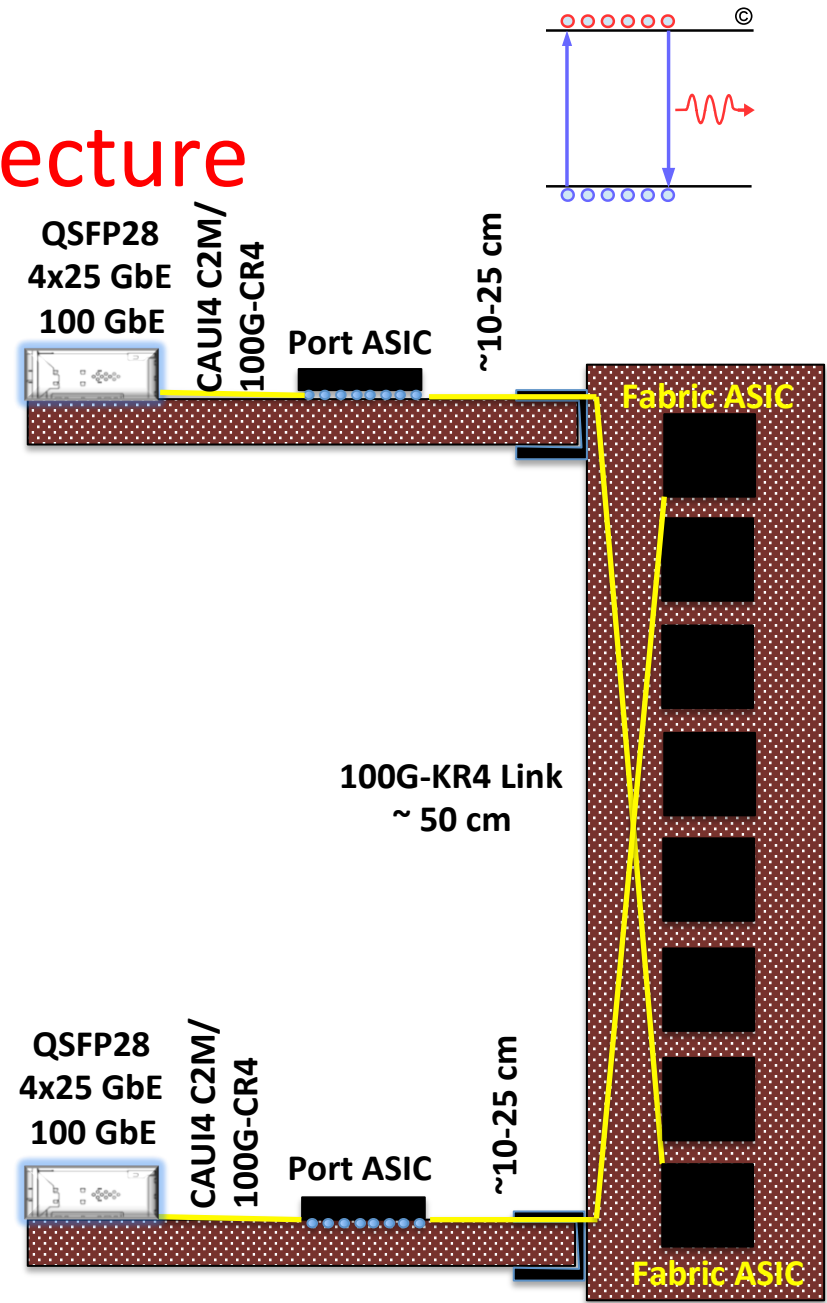 ©
ecture
QSFP28
4x25 GbE
100 GbE
CAUI4 C2M/
100G-CR4
Port ASIC
~10-25 cm
Fabric ASIC
100G-KR4 Link
~ 50 cm
QSFP28
4x25 GbE
100 GbE
CAUI4 C2M/
100G-CR4
Port ASIC
~10-25 cm
Fabric ASIC